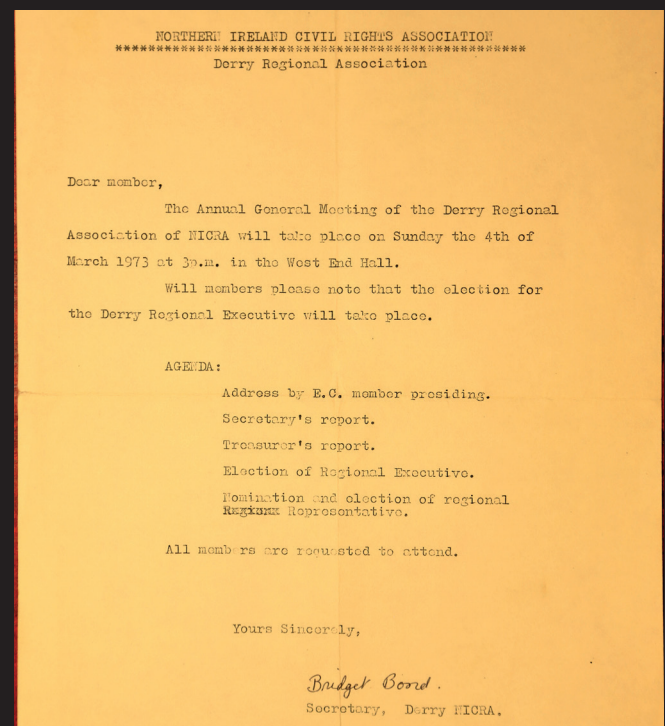 NORTHERN IRELAND CIVIL RIGHTS ASSOCIATION
******************************************************
Derry Regional Association
Dear member,
The Annual General Meeting of the Derry Regional
Association of NICRA will take place on Sunday the 4th of
March 1973 at 3p.m. in the West End Hall.
Will members please note that the election for
the Derry Regional Executive will take place.
AGENDA:
Address by E.C. member presiding.
Secretary's report.
Treasurer's report.
Election of Regional Executive.
Nomination and election of regional
Representative.
All members are requested to attend.
Yours Sincerely,
Bridget Bond.
Secretary, Derry NICRA.